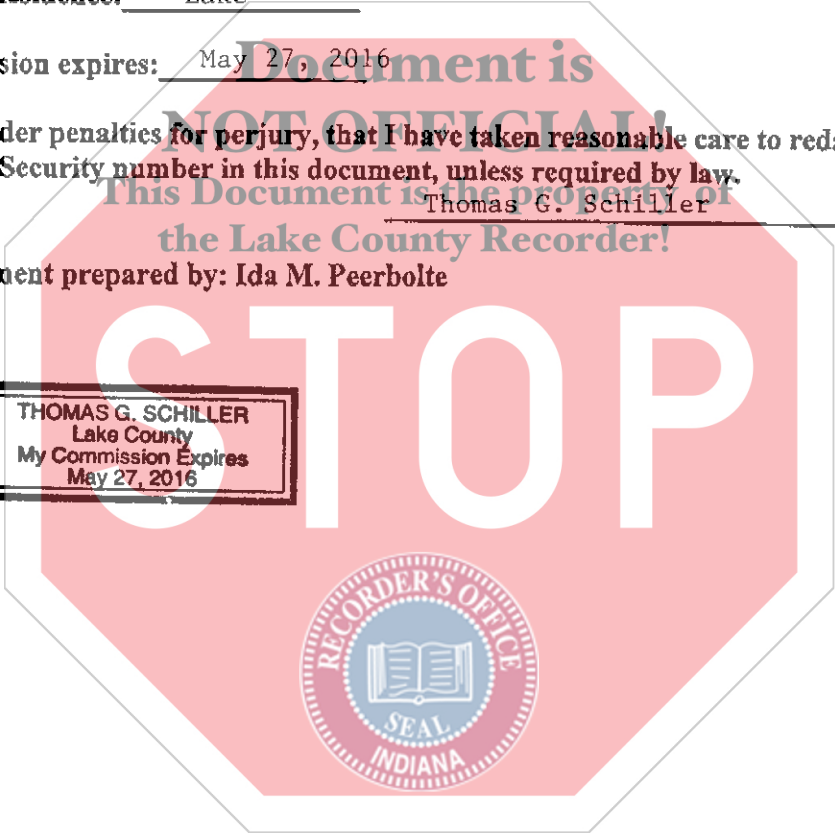 Lake
sion expires: May 27, 2016
Document is
NOT OFFICIAL!
der penalties for perjury, that I have taken reasonable care to reda
Security number in this document, unless required by law.
This Document is the property of
Thomas G. Schiller
the Lake County Recorder!
ment prepared by: Ida M. Peerbolte
STOP
THOMAS G. SCHILLER
Lake County
My Commission Expires
May 27, 2016
RECORDER'S OFFICE
SEAL
INDIANA